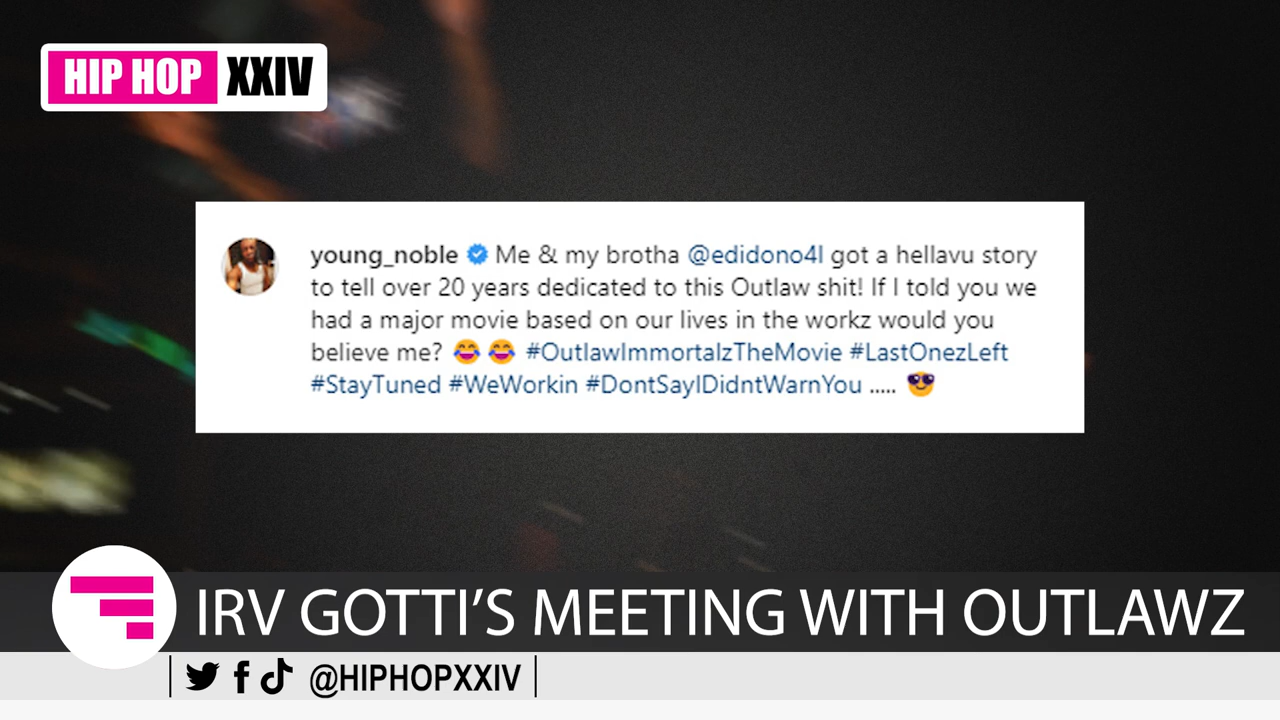 HIP HOP XXIV
young_noble Me & my brotha @edidono4l got a hellavu story
to tell over 20 years dedicated to this Outlaw shit! If I told you we
had a major movie based on our lives in the workz would you
believe me? 😂 😂 #OutlawImmortalzTheMovie #LastOnezLeft
#StayTuned #WeWorkin #DontSayIDidntWarnYou ..... 😎
IRV GOTTI'S MEETING WITH OUTLAWZ
@HIPHOPXXIV